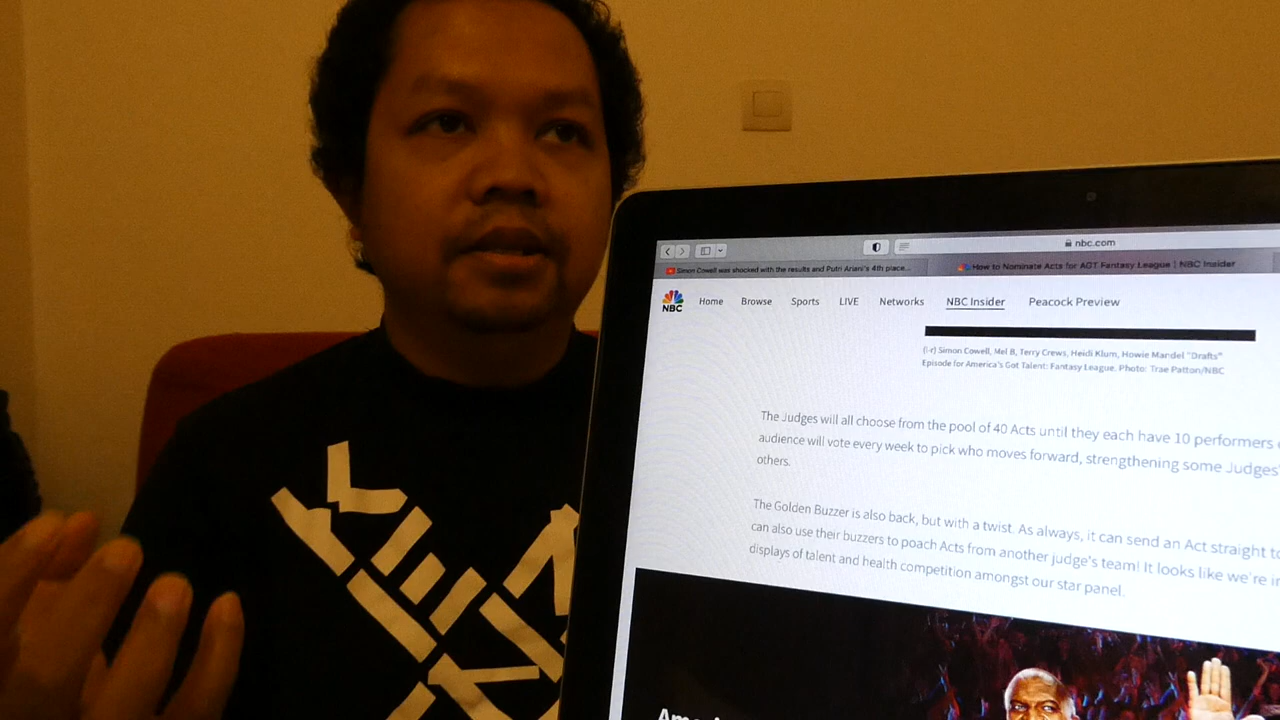 nbc.com
Simon Cowell was shocked with the results and Putri Ariani's 4th place...
How to Nominate Acts for AGT Fantasy League | NBC Insider
NBC
Home Browse Sports LIVE Networks NBC Insider Peacock Preview
(l-r) Simon Cowell, Mel B, Terry Crews, Heidi Klum, Howie Mandel "Drafts"
Episode for America's Got Talent: Fantasy League. Photo: Trae Patton/NBC
The Judges will all choose from the pool of 40 Acts until they each have 10 performers
audience will vote every week to pick who moves forward, strengthening some Judges'
others.
The Golden Buzzer is also back, but with a twist. As always, it can send an Act straight to
can also use their buzzers to poach Acts from another judge's team! It looks like we're in
displays of talent and health competition amongst our star panel.